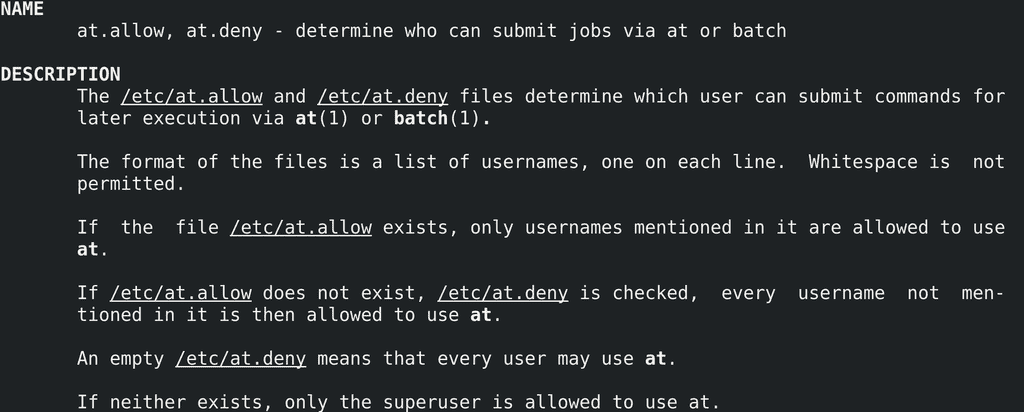 NAME
at.allow, at.deny - determine who can submit jobs via at or batch
DESCRIPTION
The /etc/at.allow and /etc/at.deny files determine which user can submit commands for
later execution via at(1) or batch(1).
The format of the files is a list of usernames, one on each line.  Whitespace is  not
permitted.
If  the  file /etc/at.allow exists, only usernames mentioned in it are allowed to use
at.
If /etc/at.allow does not exist, /etc/at.deny is checked,  every  username  not  men-
tioned in it is then allowed to use at.
An empty /etc/at.deny means that every user may use at.
If neither exists, only the superuser is allowed to use at.